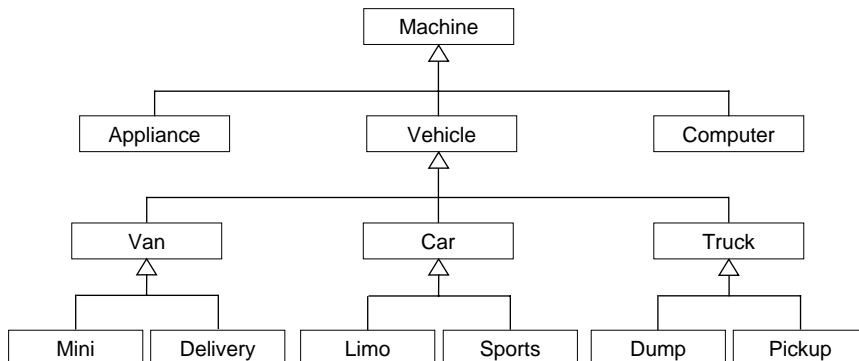 Machine
Appliance Vehicle Computer
Van Car Truck
Mini Delivery Limo Sports Dump Pickup